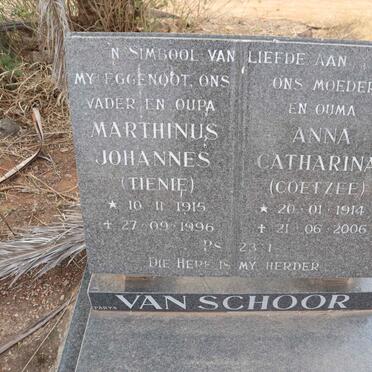 'N SIMBOOL VAN LIEFDE AAN
MY EGGENOOT, ONS
VADER EN OUPA
MARTHINUS
JOHANNES
(TIENIE)
★ 10·11·1915
✝ 27·09·1996
ONS MOEDER
EN OUMA
ANNA
CATHARINA
(COETZEE)
★ 20·01·1914
✝ 21·06·2006
PS. 23:1
DIE HERE IS MY HERDER
PARYS
VAN SCHOOR